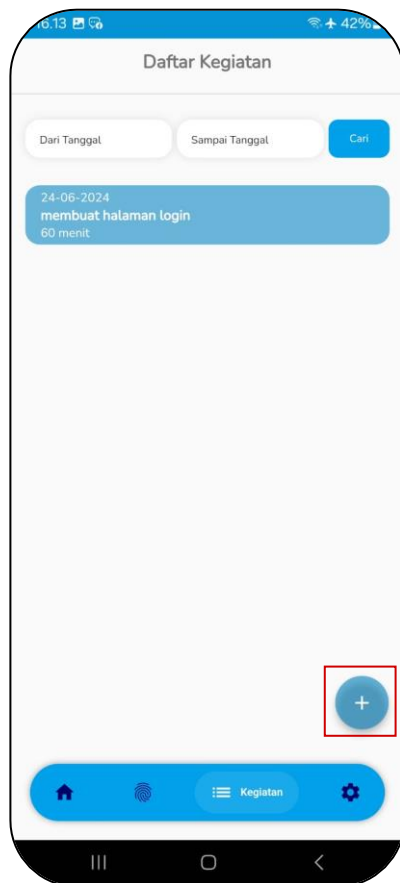 16.13
42%
Daftar Kegiatan
Dari Tanggal
Sampai Tanggal
Cari
24-06-2024
membuat halaman login
60 menit
+
Kegiatan